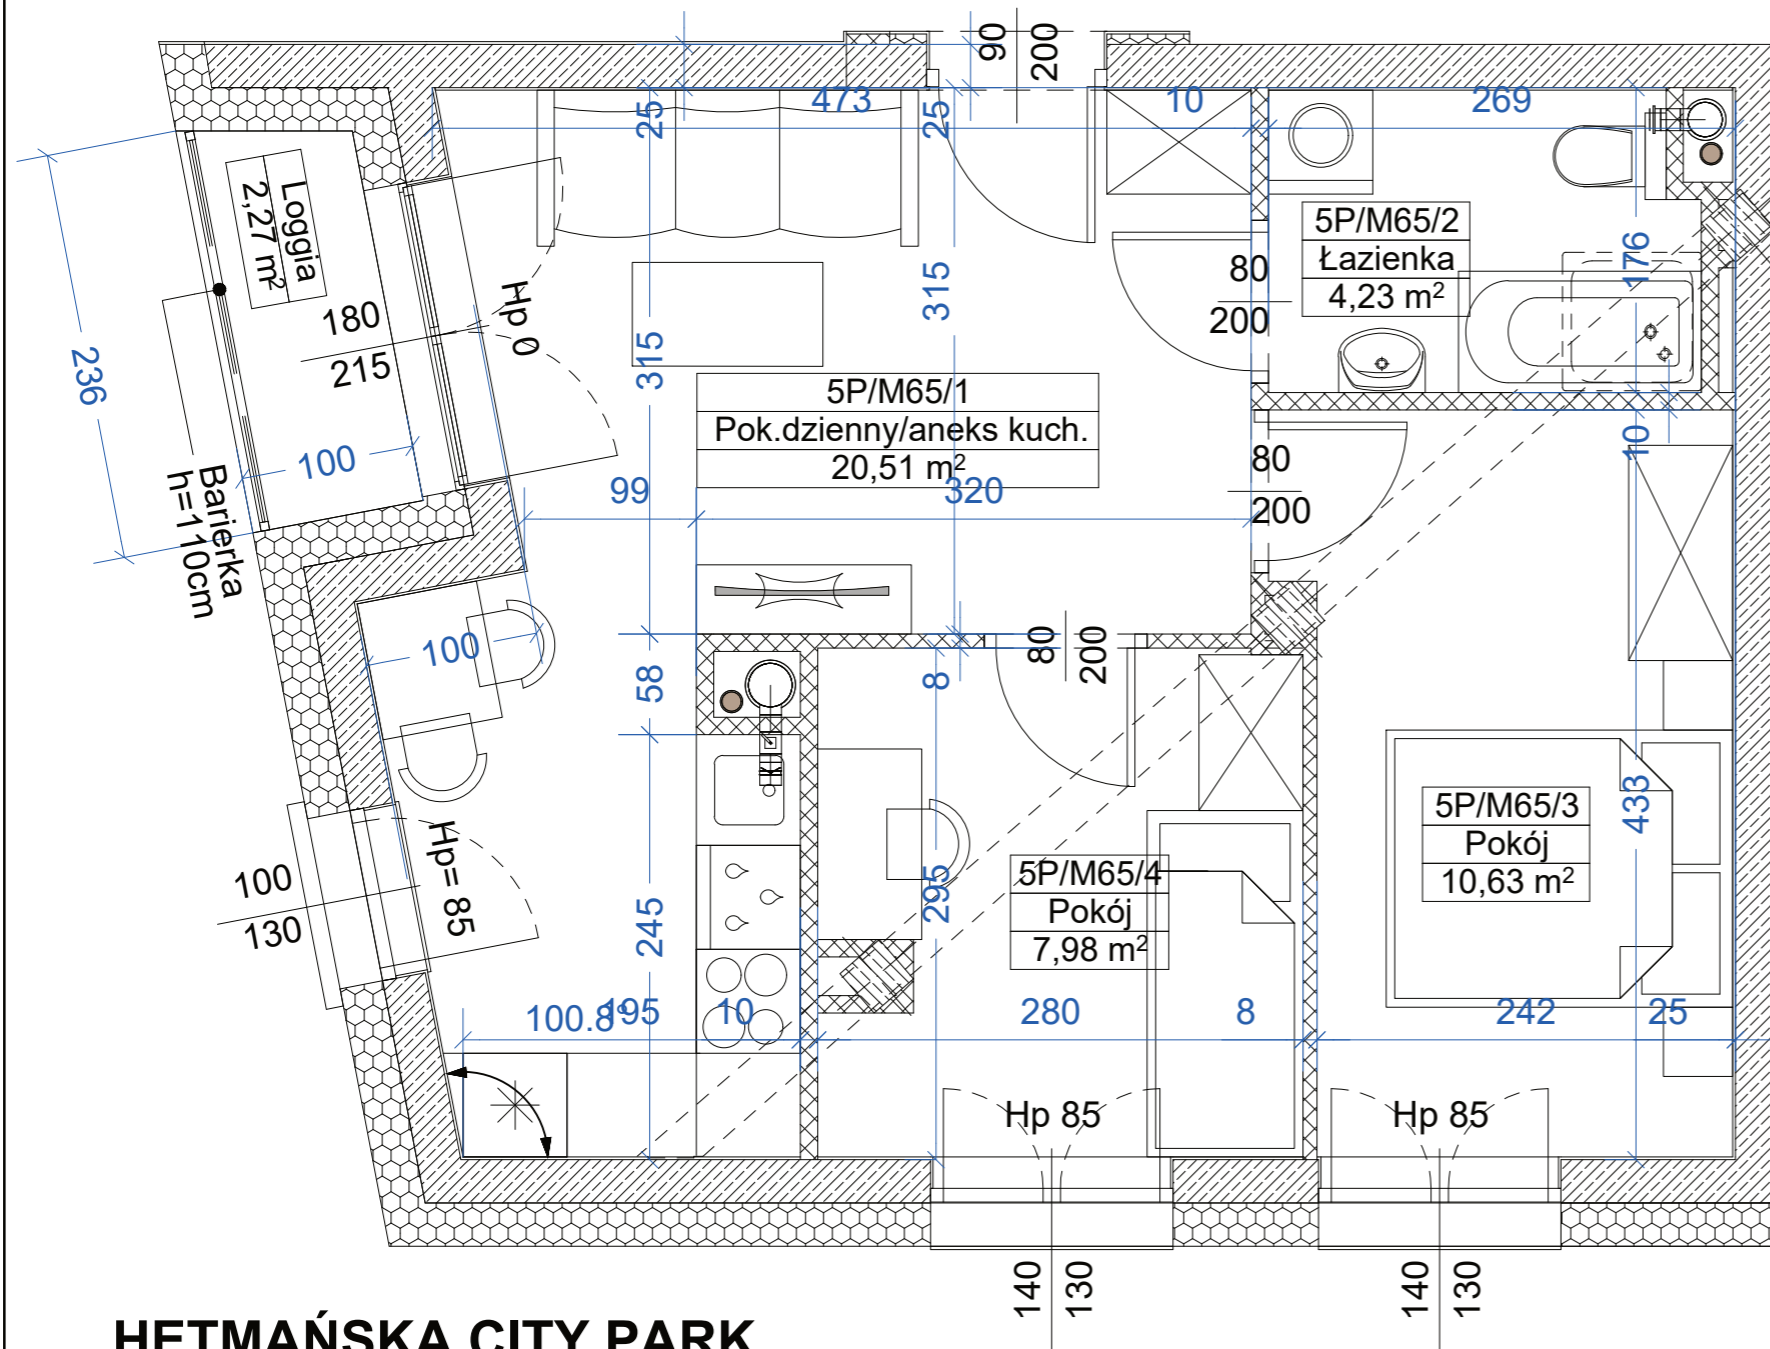 90
200
25
473
25
10
269
Loggia
2,27 m²
5P/M65/2
Łazienka
4,23 m²
176
80
200
315
315
Hp 0
180
215
236
5P/M65/1
Pok.dzienny/aneks kuch.
20,51 m²
10
100
99
320
80
200
Barierka
h=110cm
100
58
80
200
8
5P/M65/3
Pokój
10,63 m²
433
5P/M65/4
Pokój
7,98 m²
295
Hp= 85
100
130
245
100.8°
195
10
280
8
242
25
Hp 85
Hp 85
140
130
140
130
HETMAŃSKA CITY PARK